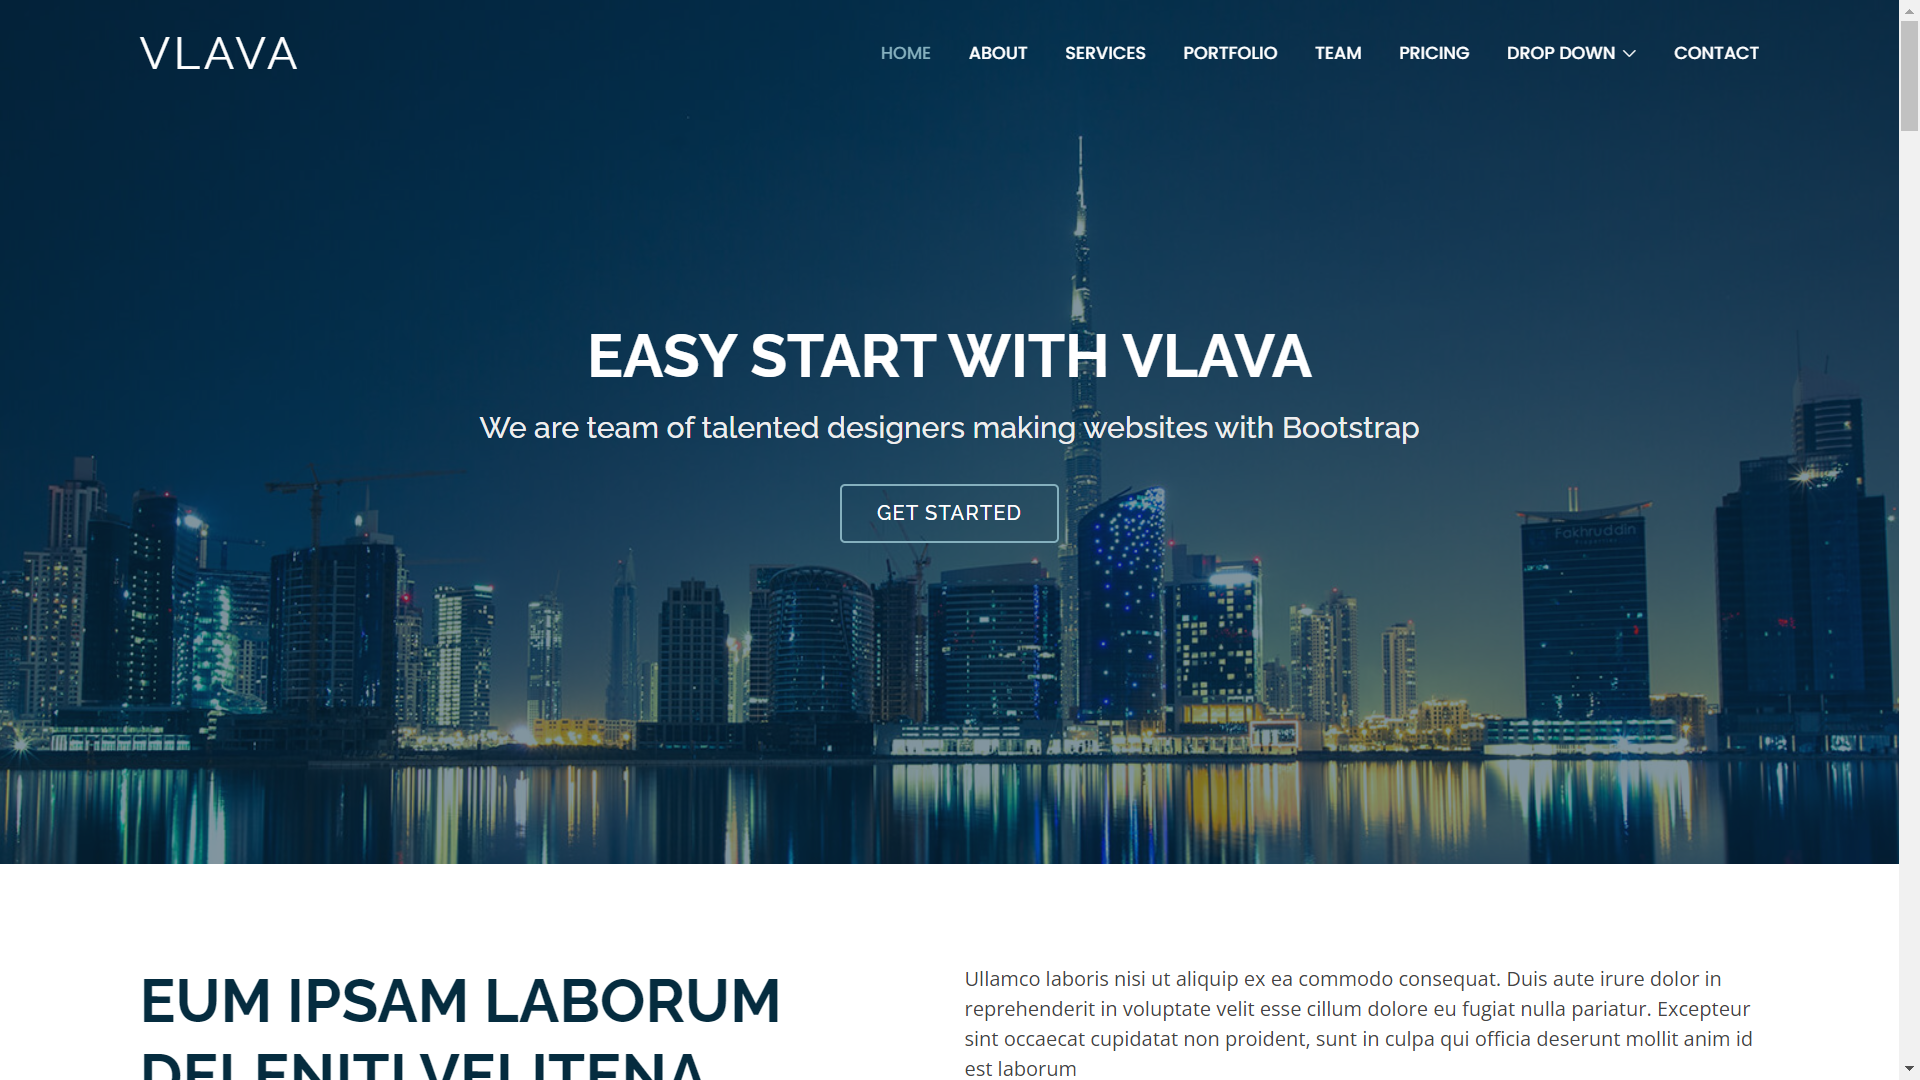 VLAVA
HOME ABOUT SERVICES PORTFOLIO TEAM PRICING DROP DOWN CONTACT
EASY START WITH VLAVA
We are team of talented designers making websites with Bootstrap
GET STARTED
Fakhruddin
Properties
EUM IPSAM LABORUM
DELENITI VELITENA
Ullamco laboris nisi ut aliquip ex ea commodo consequat. Duis aute irure dolor in
reprehenderit in voluptate velit esse cillum dolore eu fugiat nulla pariatur. Excepteur
sint occaecat cupidatat non proident, sunt in culpa qui officia deserunt mollit anim id
est laborum